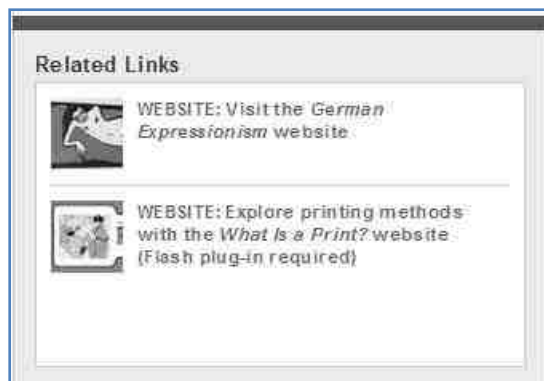 Related Links
WEBSITE: Visit the German
Expressionism website
WEBSITE: Explore printing methods
with the What Is a Print? website
(Flash plug-in required)